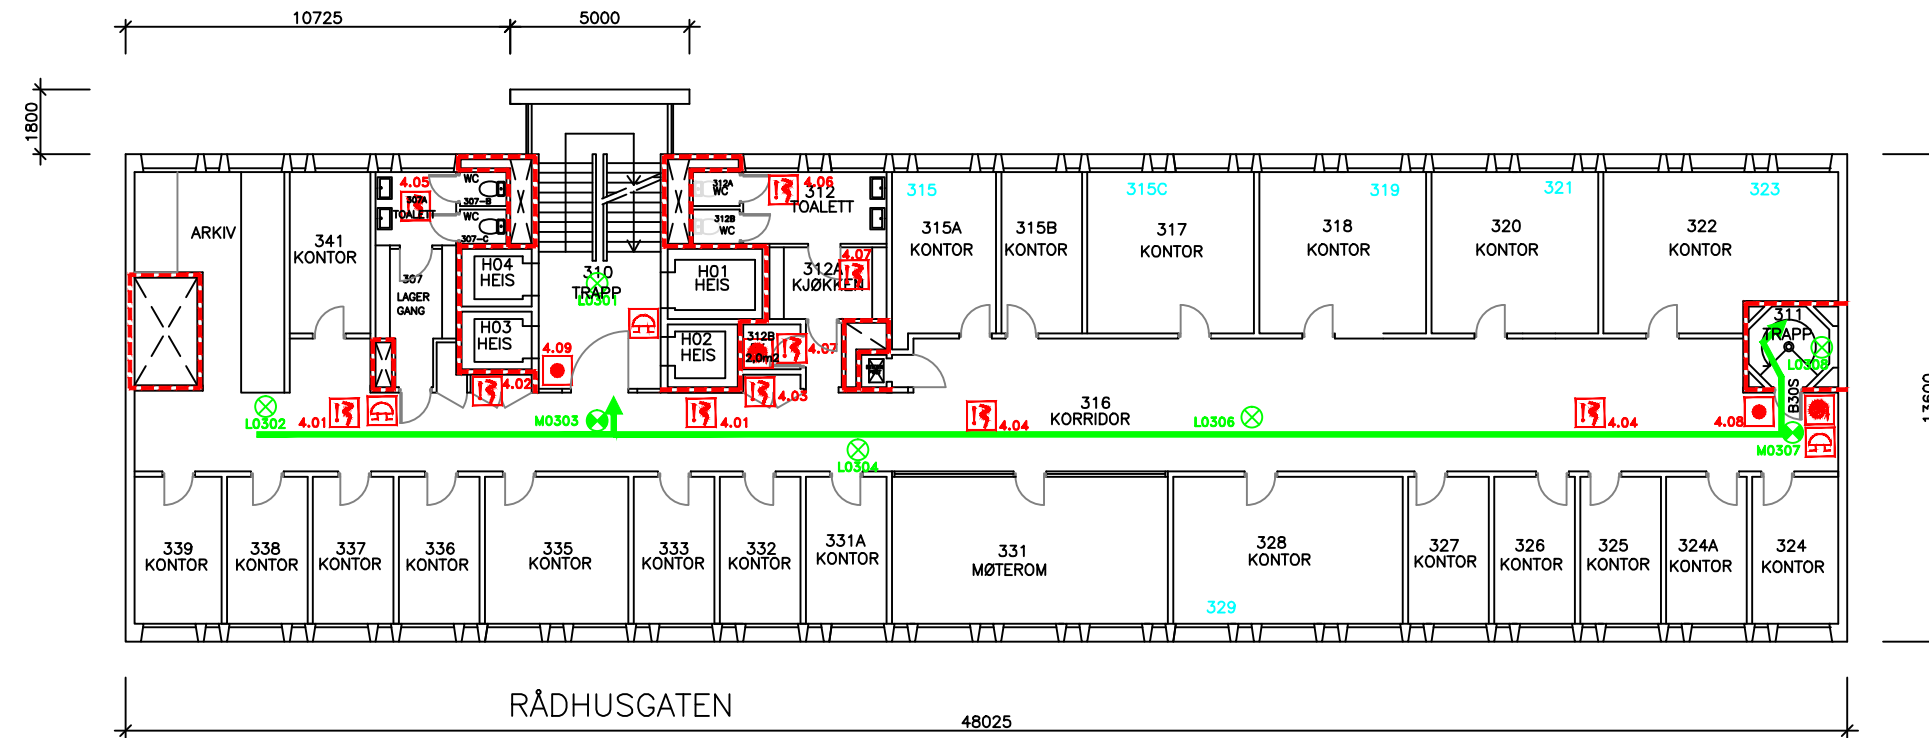 10725
5000
1800
4.05
WC
307A
TOALETT
307-B
WC
307-C
312A
WC
312B
WC
4.06
312
TOALETT
315
315C
319
321
323
ARKIV
341
KONTOR
307
LAGER
GANG
H04
HEIS
H03
HEIS
310
TRAPP
L0301
H01
HEIS
H02
HEIS
312A
KJØKKEN
4.07
312B
2,0m2
4.07
315A
KONTOR
315B
KONTOR
317
KONTOR
318
KONTOR
320
KONTOR
322
KONTOR
311
TRAPP
L0308
B30S
13600
4.09
4.02
4.03
L0302
4.01
M0303
4.01
4.04
316
KORRIDOR
L0306
4.04
4.08
M0307
L0304
339
KONTOR
338
KONTOR
337
KONTOR
336
KONTOR
335
KONTOR
333
KONTOR
332
KONTOR
331A
KONTOR
331
MØTEROM
328
KONTOR
329
327
KONTOR
326
KONTOR
325
KONTOR
324A
KONTOR
324
KONTOR
RÅDHUSGATEN
48025